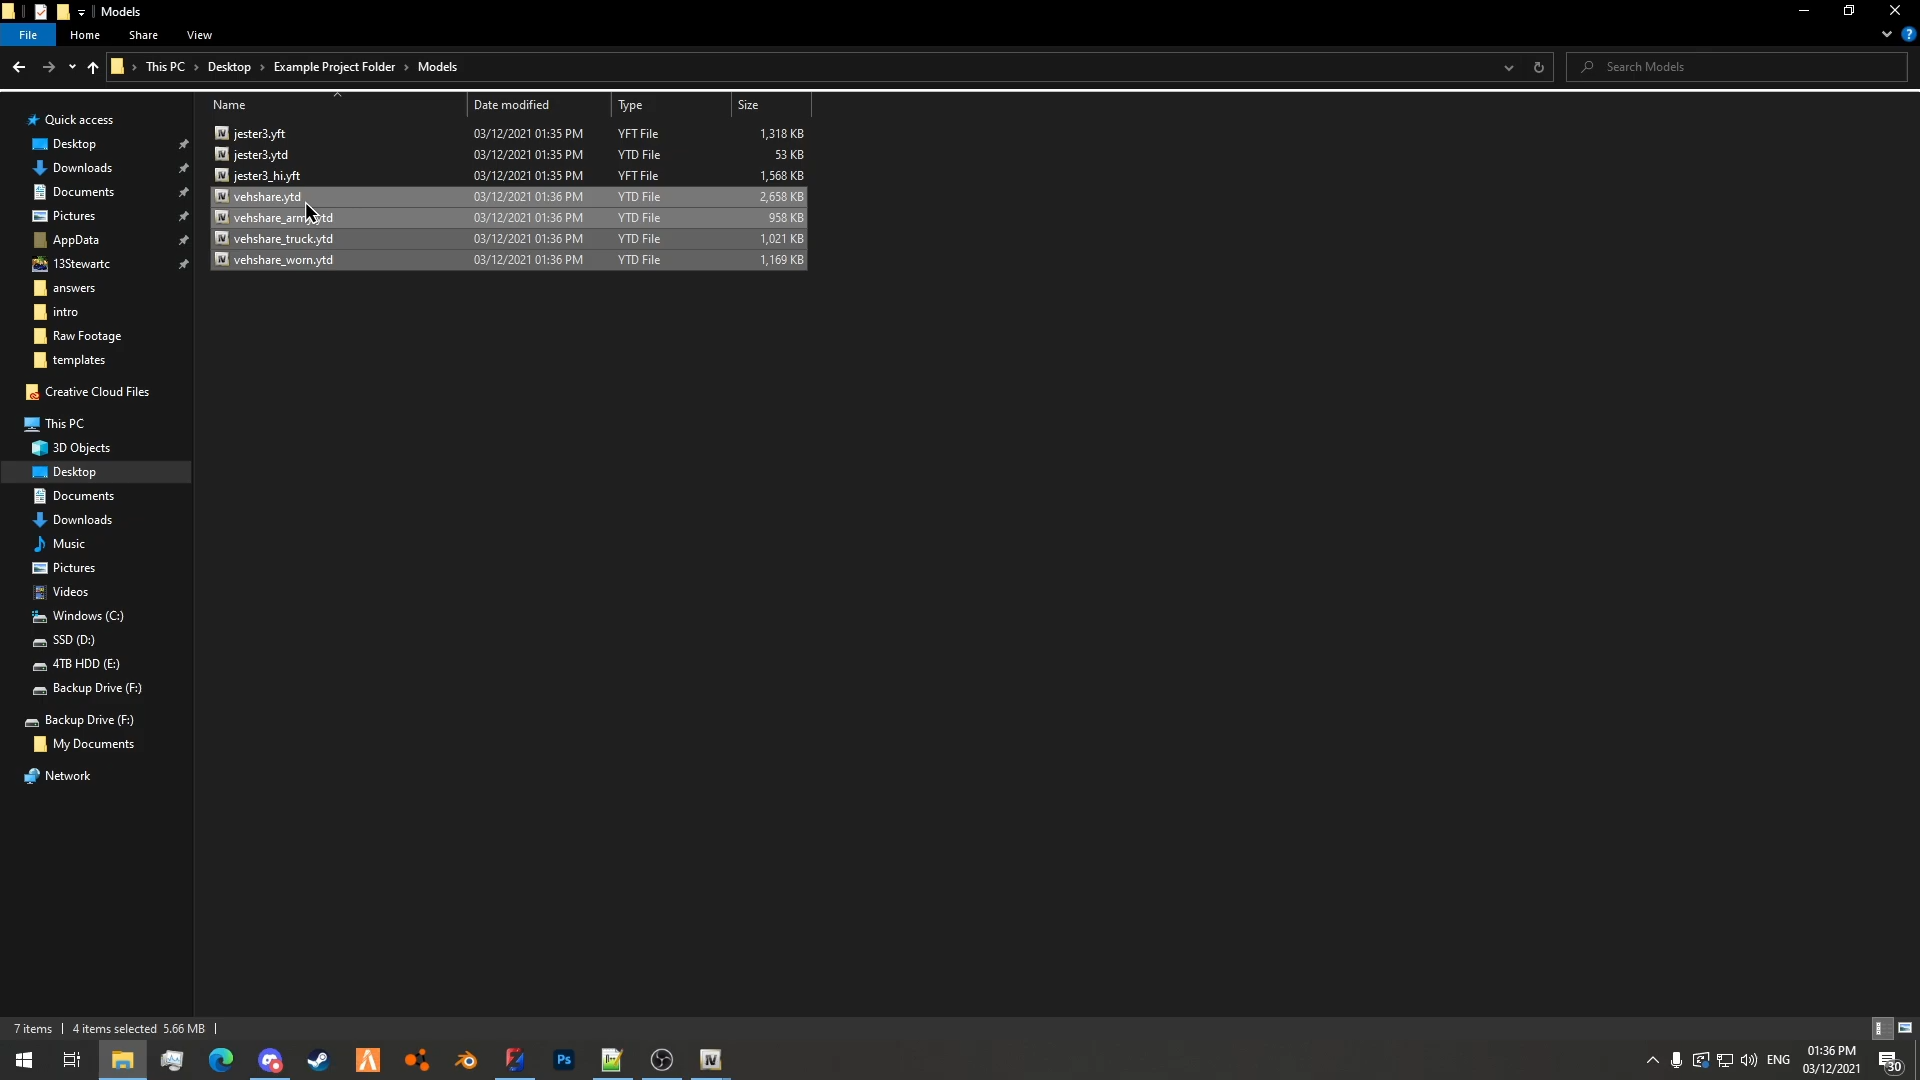 Models
File Home Share View
This PC Desktop Example Project Folder Models
Search Models
Name Date modified Type Size
jester3.yft 03/12/2021 01:35 PM YFT File 1,318 KB
jester3.ytd 03/12/2021 01:35 PM YTD File 53 KB
jester3_hi.yft 03/12/2021 01:35 PM YFT File 1,568 KB
vehshare.ytd 03/12/2021 01:36 PM YTD File 2,658 KB
03/12/2021 01:36 PM YTD File 958 KB
vehshare_truck.ytd 03/12/2021 01:36 PM YTD File 1,021 KB
vehshare_worn.ytd 03/12/2021 01:36 PM YTD File 1,169 KB
Quick access
Desktop
Downloads
Documents
Pictures
AppData
13Stewartc
answers
intro
Raw Footage
templates
Creative Cloud Files
This PC
3D Objects
Desktop
Documents
Downloads
Music
Pictures
Videos
Windows (C:)
SSD (D:)
4TB HDD (E:)
Backup Drive (F:)
Backup Drive (F:)
My Documents
Network
7 items 4 items selected 5.66 MB
Ps
IV
ENG
01:36 PM
03/12/2021
30